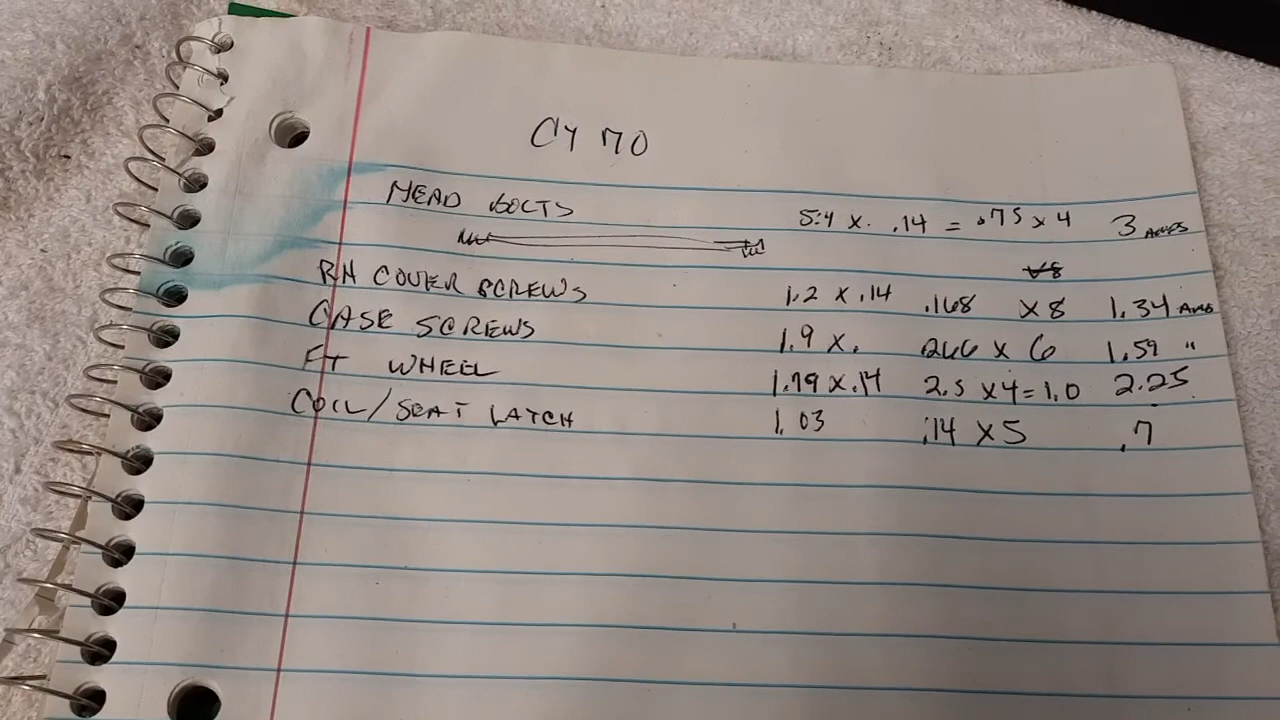 CY 70
HEAD BOLTS 5.4 X. .14 = .75 x 4 3 AMPS
RH COVER SCREWS 1.2 X .14 .168 x 8 1.34 AMP
CASE SCREWS 1.9 X. .266 x 6 1.59 "
FT WHEEL 1.79 X .14 2.5 x 4 = 1.0 2.25
COIL/SEAT LATCH 1.03 .14 X 5 .7